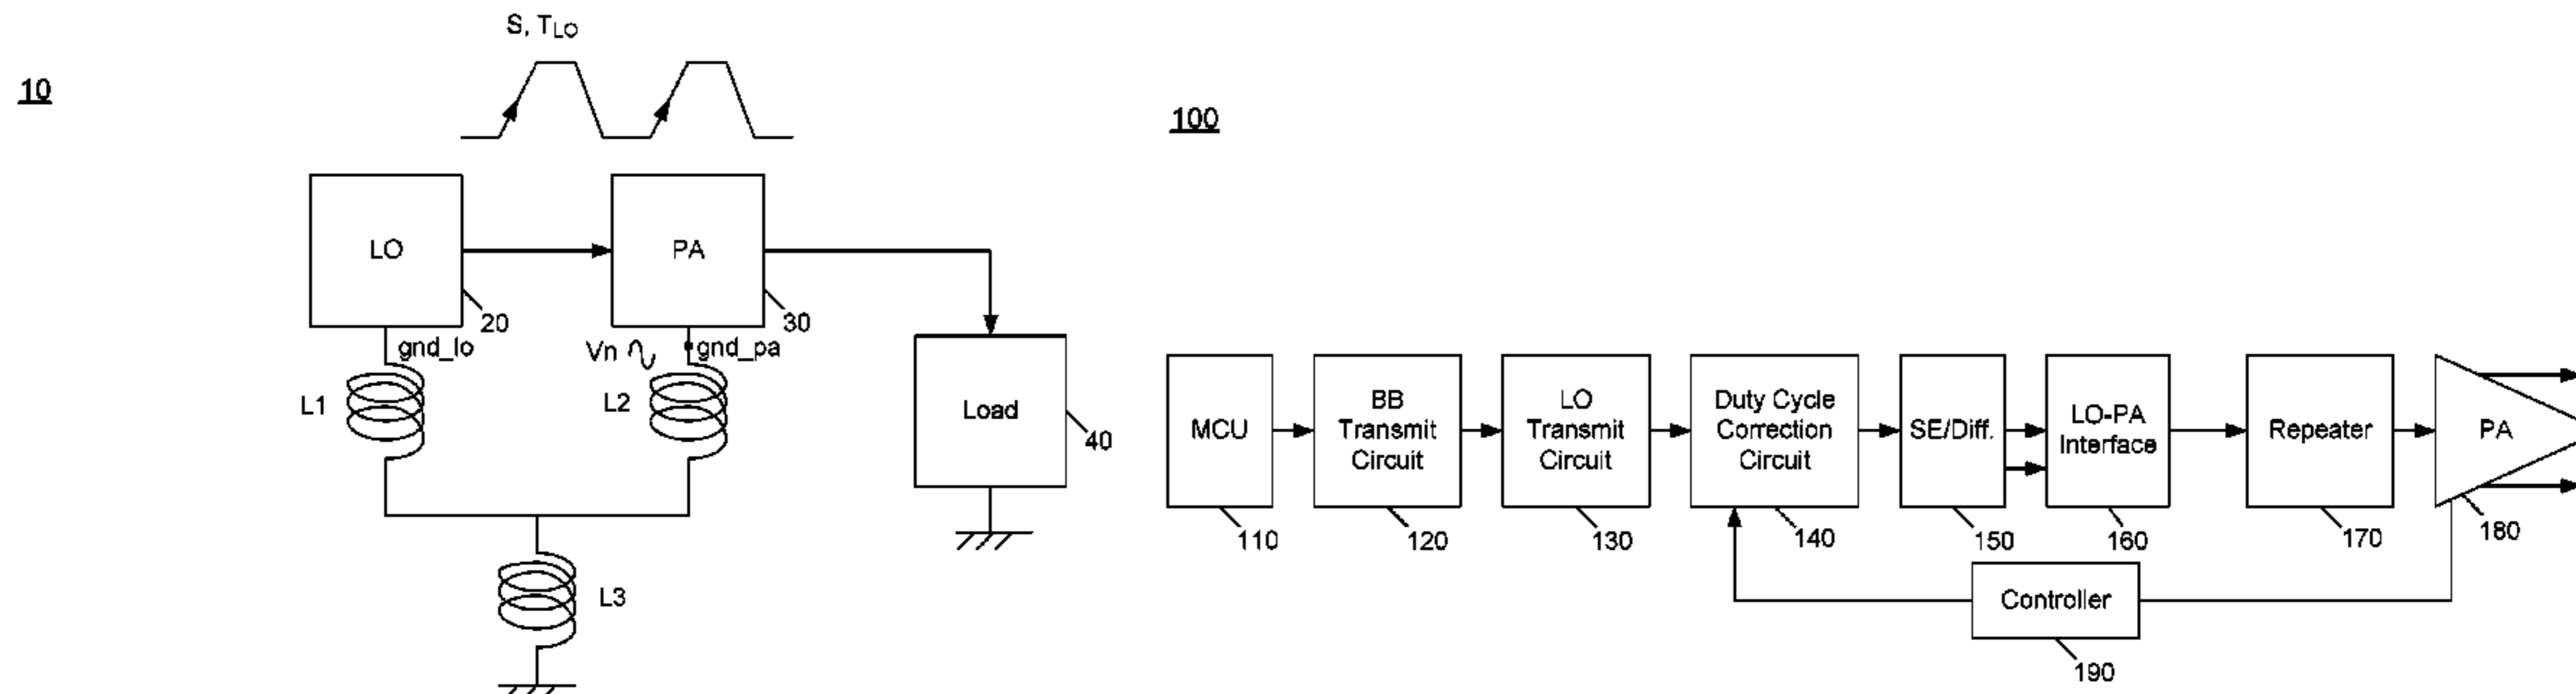 10
S, TLO
LO
20
gnd_lo
L1
PA
30
Vn
gnd_pa
L2
L3
Load
40
100
MCU
110
BB
Transmit
Circuit
120
LO
Transmit
Circuit
130
Duty Cycle
Correction
Circuit
140
SE/Diff.
150
LO-PA
Interface
160
Repeater
170
PA
180
Controller
190